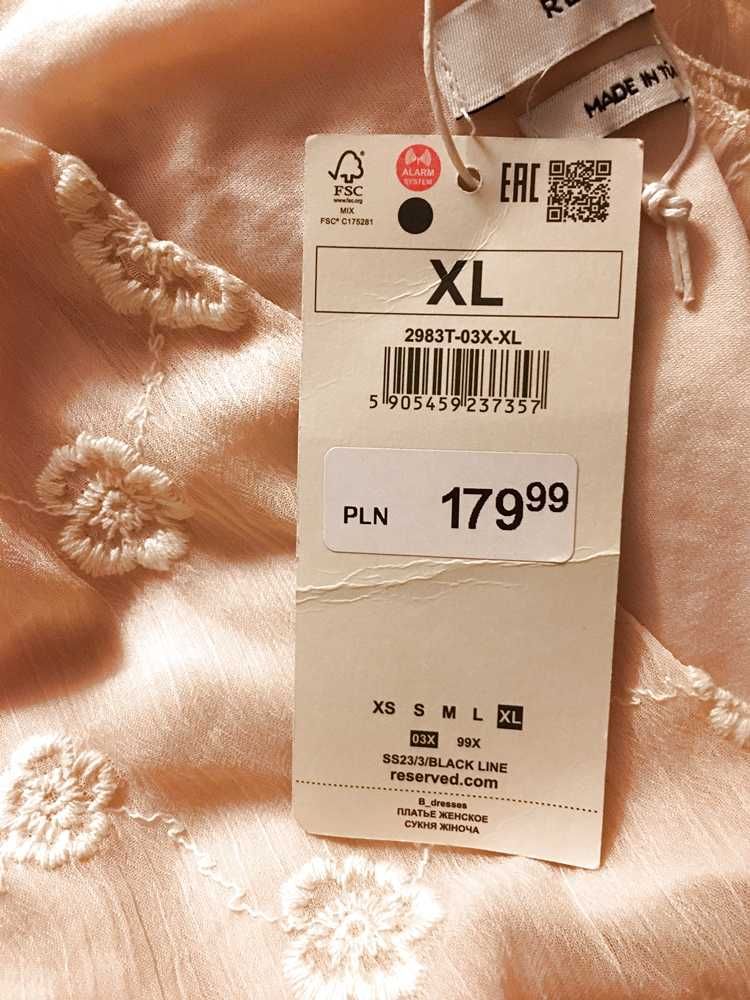 MADE IN
FSC
www.fsc.org
MIX
FSC® C175281
ALARM
SYSTEM
EAC
XL
2983T-03X-XL
5 905459 237357
PLN 179⁹⁹
XS S M L XL
03X 99X
SS23/3/BLACK LINE
reserved.com
B_dresses
ПЛАТЬЕ ЖЕНСКОЕ
СУКНЯ ЖІНОЧА